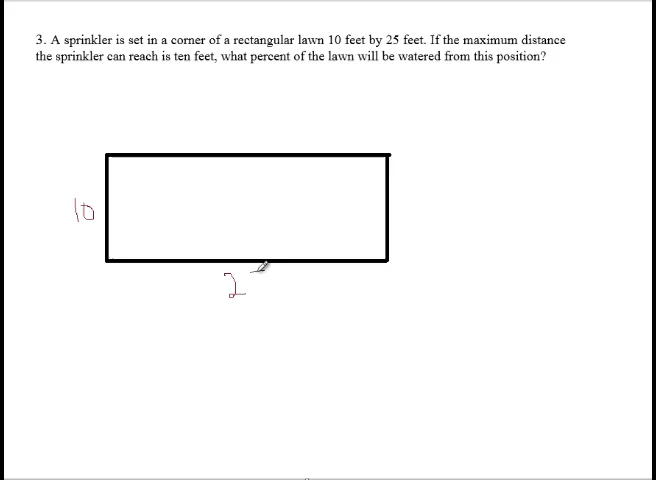 3. A sprinkler is set in a corner of a rectangular lawn 10 feet by 25 feet. If the maximum distance
the sprinkler can reach is ten feet, what percent of the lawn will be watered from this position?
10
2